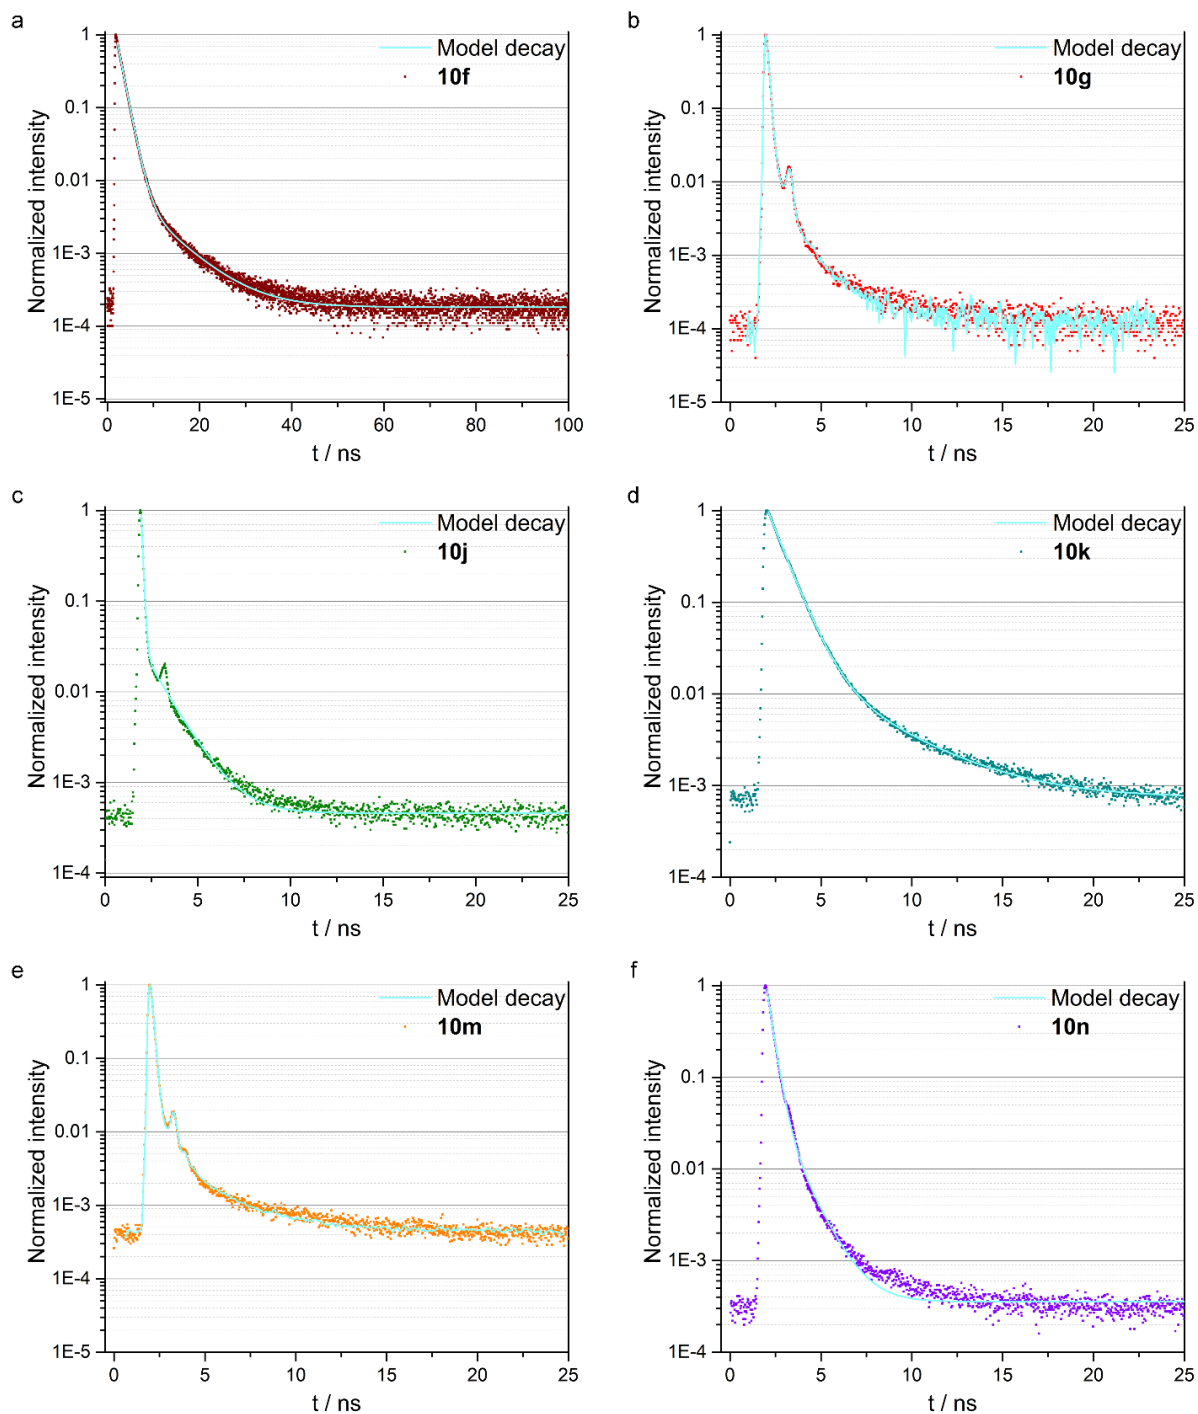 a
Normalized intensity
1
0.1
0.01
1E-3
1E-4
1E-5
0 20 40 60 80 100
t / ns
Model decay
10f
b
Normalized intensity
1
0.1
0.01
1E-3
1E-4
1E-5
0 5 10 15 20 25
t / ns
Model decay
10g
c
Normalized intensity
1
0.1
0.01
1E-3
1E-4
0 5 10 15 20 25
t / ns
Model decay
10j
d
Normalized intensity
1
0.1
0.01
1E-3
1E-4
0 5 10 15 20 25
t / ns
Model decay
10k
e
Normalized intensity
1
0.1
0.01
1E-3
1E-4
1E-5
0 5 10 15 20 25
t / ns
Model decay
10m
f
Normalized intensity
1
0.1
0.01
1E-3
1E-4
0 5 10 15 20 25
t / ns
Model decay
10n